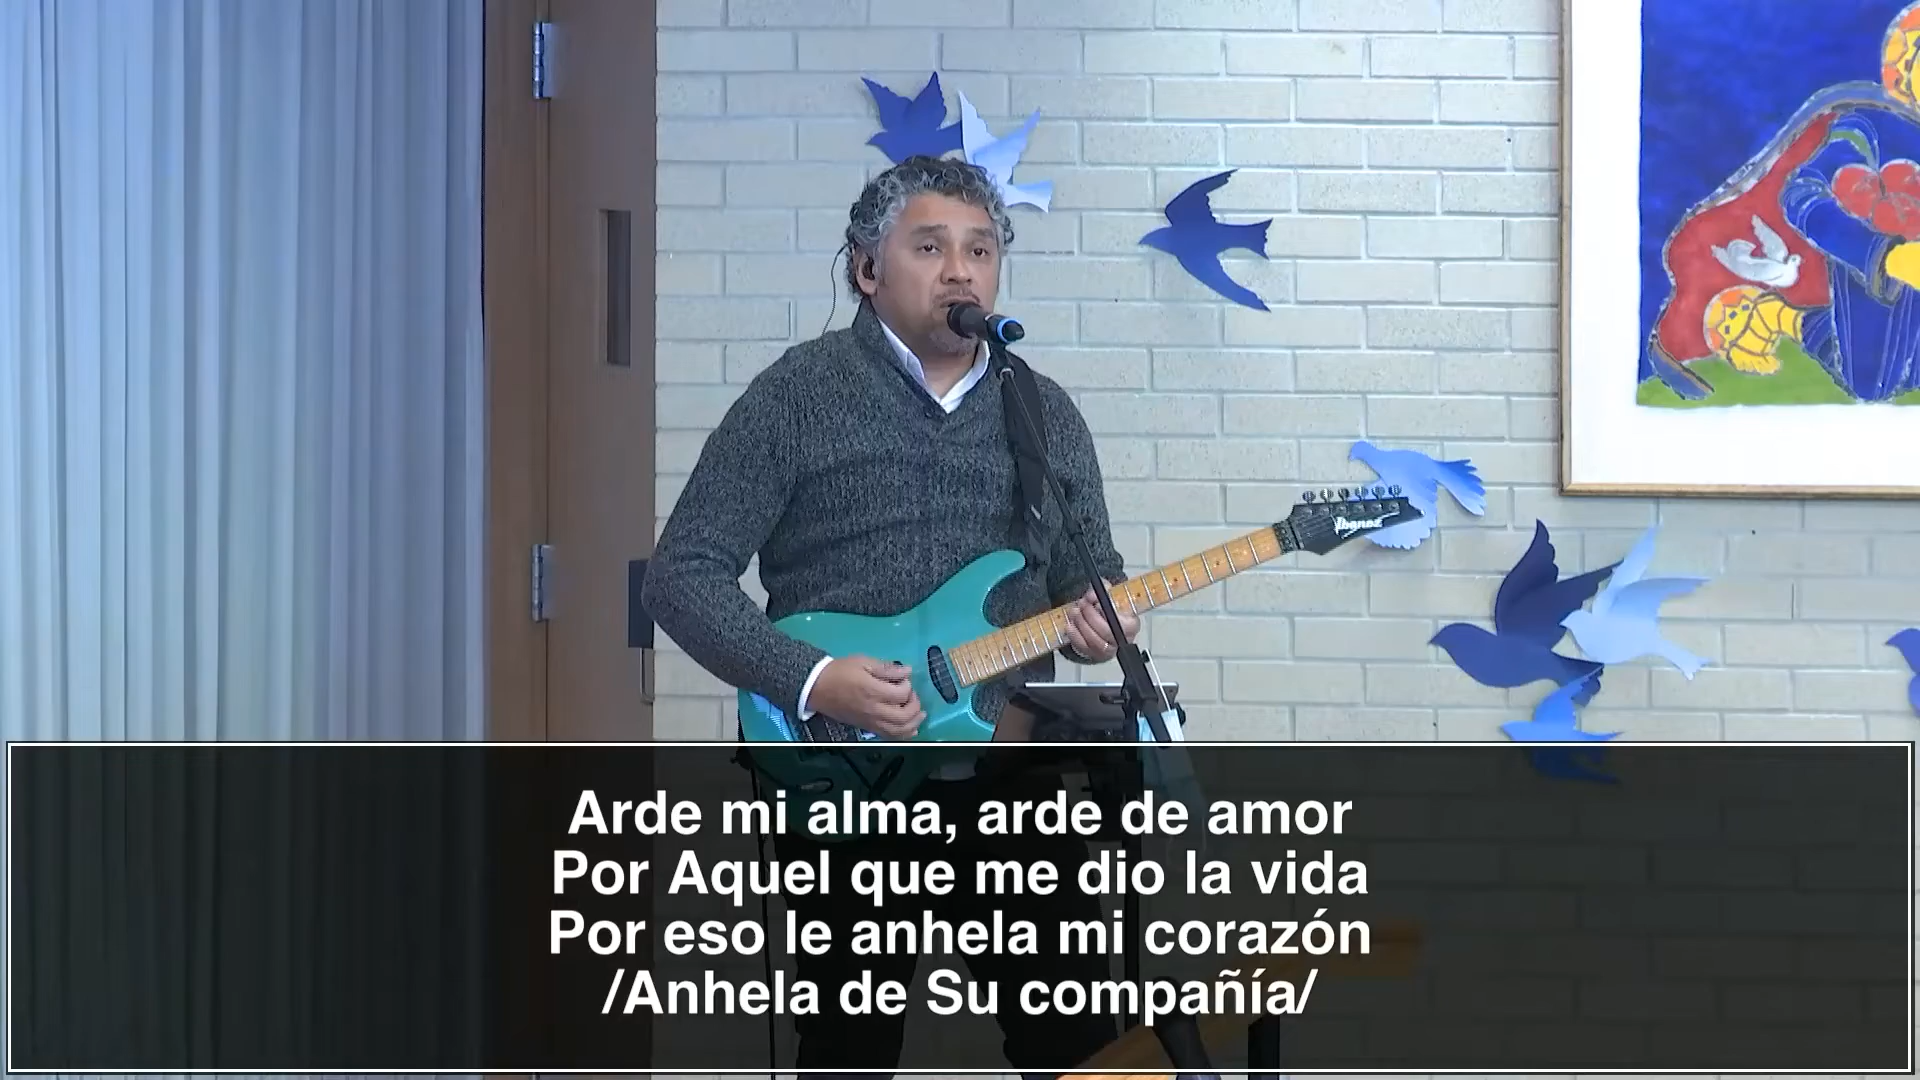 Ibanez
Arde mi alma, arde de amor
Por Aquel que me dio la vida
Por eso le anhela mi corazón
/Anhela de Su compañía/